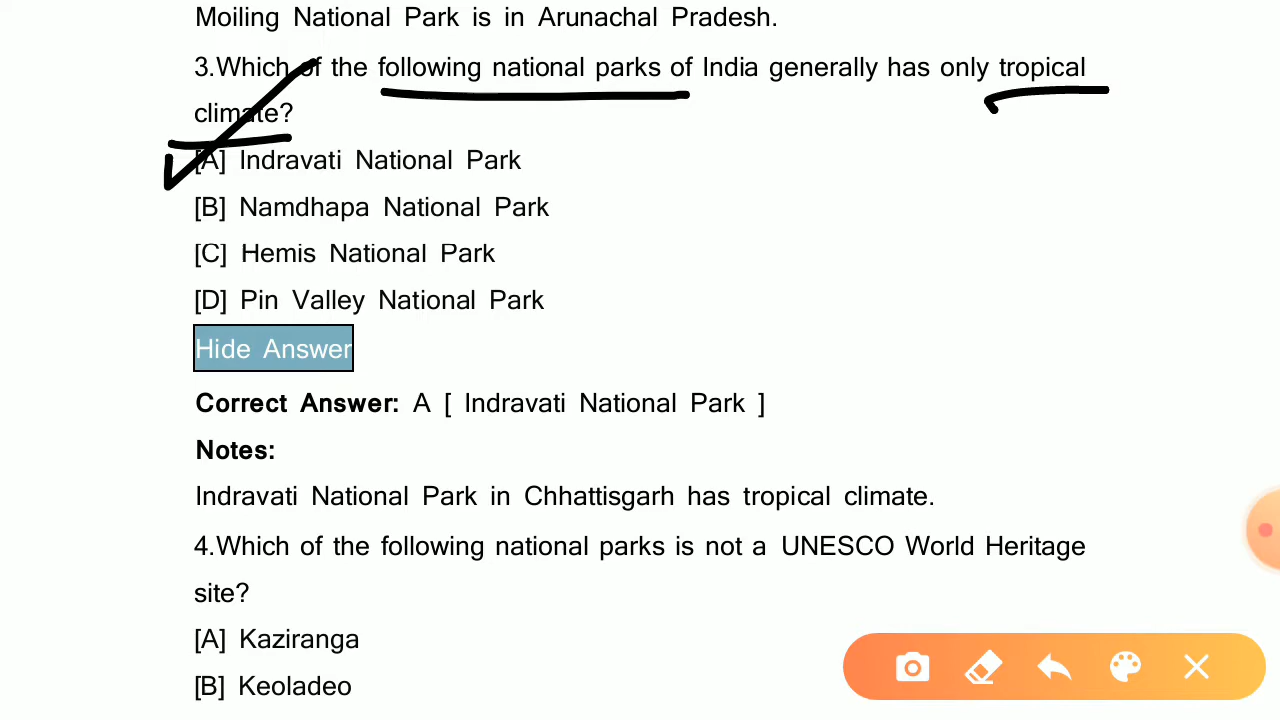 Moiling National Park is in Arunachal Pradesh.
3.Which of the following national parks of India generally has only tropical
climate?
[A] Indravati National Park
[B] Namdhapa National Park
[C] Hemis National Park
[D] Pin Valley National Park
Hide Answer
Correct Answer: A [ Indravati National Park ]
Notes:
Indravati National Park in Chhattisgarh has tropical climate.
4.Which of the following national parks is not a UNESCO World Heritage
site?
[A] Kaziranga
[B] Keoladeo